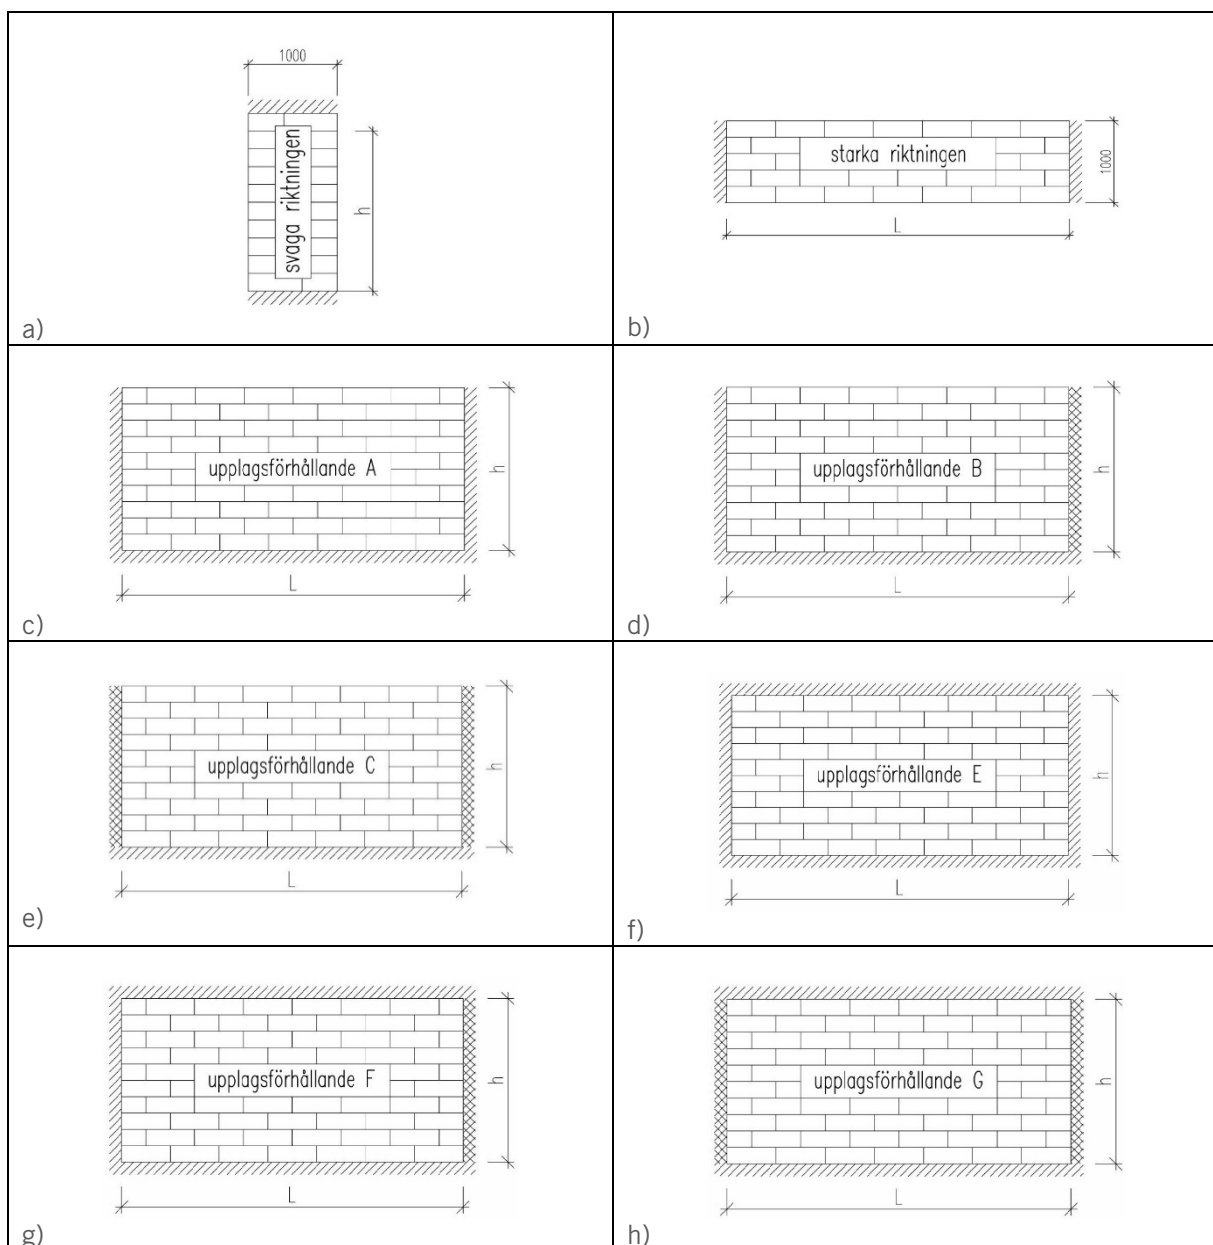 1000
svaga riktningen
h
a)
starka riktningen
1000
L
b)
upplagsförhållande A
h
L
c)
upplagsförhållande B
h
L
d)
upplagsförhållande C
h
L
e)
upplagsförhållande E
h
L
f)
upplagsförhållande F
h
L
g)
upplagsförhållande G
h
L
h)